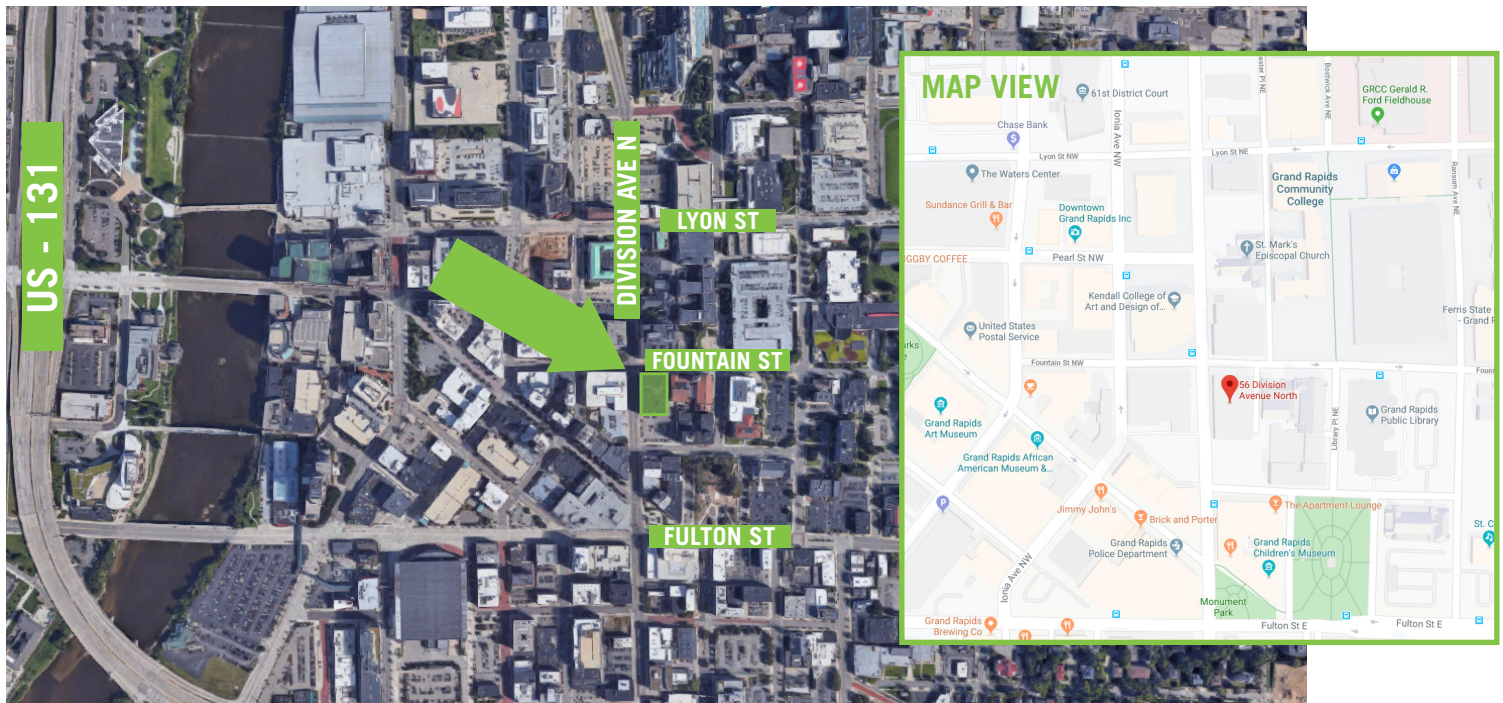 US - 131
DIVISION AVE N
LYON ST
FOUNTAIN ST
FULTON ST
MAP VIEW
61st District Court
Chase Bank
Ionia Ave NW
Bostwick Ave NE
GRCC Gerald R.
Ford Fieldhouse
Lyon St NW
Lyon St NE
The Waters Center
Grand Rapids
Community
College
Ransom Ave NE
Sundance Grill & Bar
Downtown
Grand Rapids Inc
St. Mark's
Episcopal Church
IGGBY COFFEE
Pearl St NW
Kendall College of
Art and Design of...
Ferris State
- Grand
United States
Postal Service
Fountain St NW
56 Division
Avenue North
Grand Rapids
Art Museum
Grand Rapids
Public Library
Library Pl NE
Grand Rapids African
American Museum &...
Jimmy John's
Brick and Porter
The Apartment Lounge
Grand Rapids
Police Department
Grand Rapids
Children's Museum
St. C
Ionia Ave NW
Monument
Park
Grand Rapids
Brewing Co
Fulton St E
Fulton St E